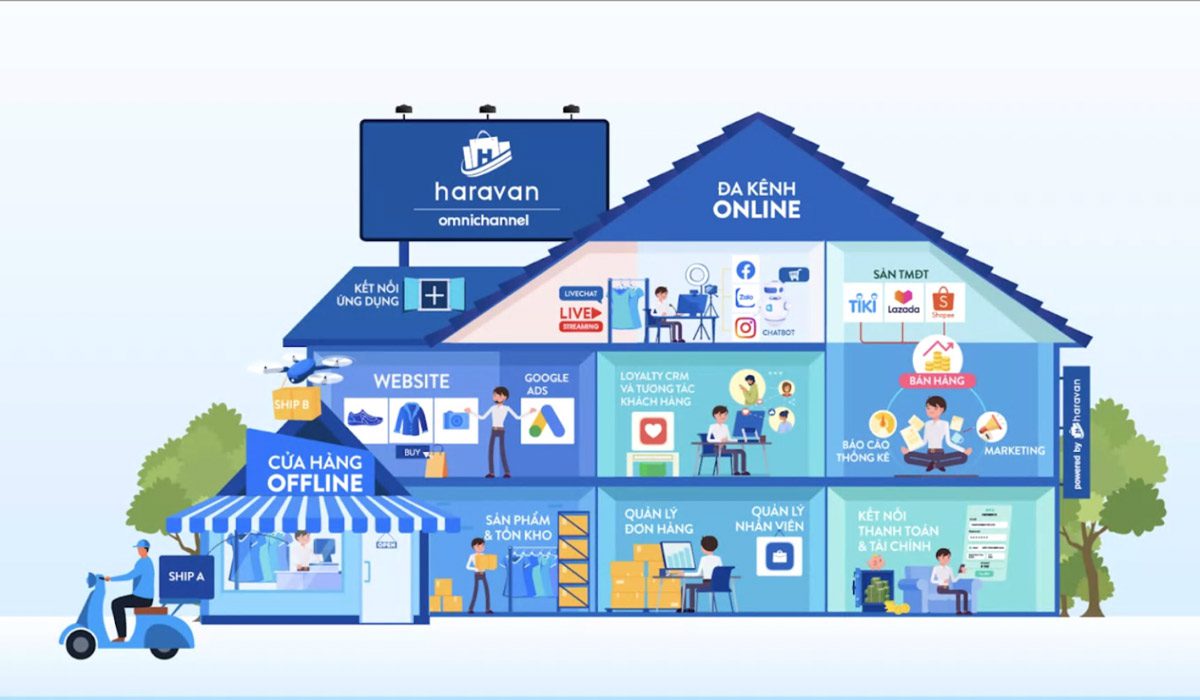 haravan
omnichannel
ĐA KÊNH
ONLINE
KẾT NỐI
ỨNG DỤNG
LIVECHAT
LIVE
STREAMING
Zalo
CHATBOT
SÀN TMĐT
TIKI
Lazada
Shopee
SHIP B
WEBSITE
BUY
GOOGLE
ADS
LOYALTY CRM
VÀ TƯƠNG TÁC
KHÁCH HÀNG
BÁN HÀNG
BÁO CÁO
THỐNG KÊ
MARKETING
powered by haravan
CỬA HÀNG
OFFLINE
OPEN
SHIP A
SẢN PHẨM
& TỒN KHO
QUẢN LÝ
ĐƠN HÀNG
QUẢN LÝ
NHÂN VIÊN
KẾT NỐI
THANH TOÁN
& TÀI CHÍNH